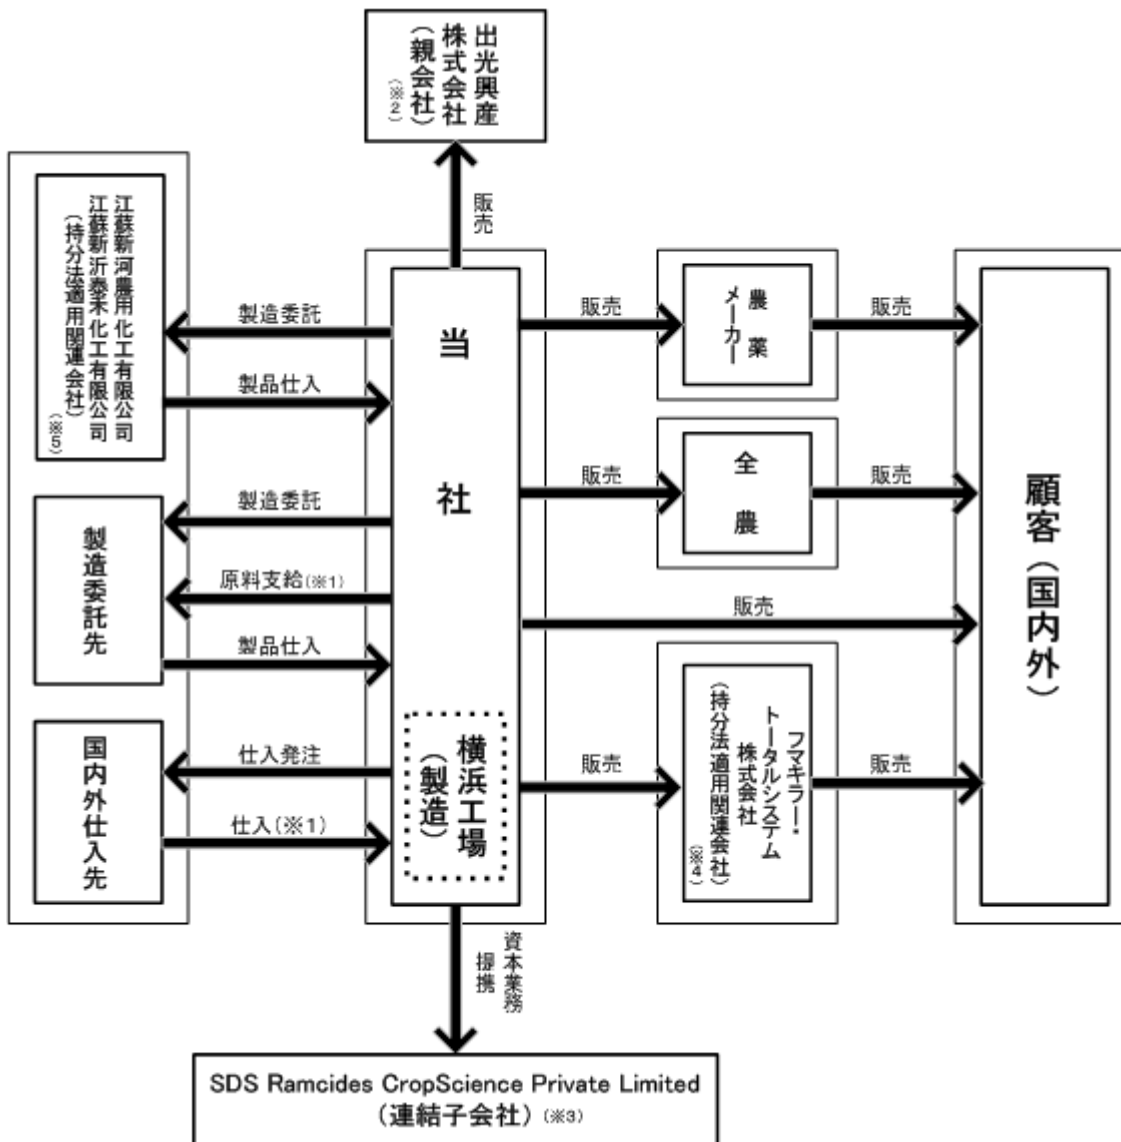 出光興産
株式会社
（親会社）
（※2）
販売
江蘇新河農用化工有限公司
江蘇新沂泰禾化工有限公司
（持分法適用関連会社）
（※5）
製造委託
製品仕入
製造委託先
製造委託
原料支給(※1)
製品仕入
国内外仕入先
仕入発注
仕入(※1)
当社
横浜工場
（製造）
販売
農薬
メーカー
販売
販売
全農
販売
販売
販売
フマキラー・
トータルシステム
株式会社
（持分法適用関連会社）
（※4）
販売
顧客（国内外）
資本業務
提携
SDS Ramcides CropScience Private Limited
（連結子会社）(※3)